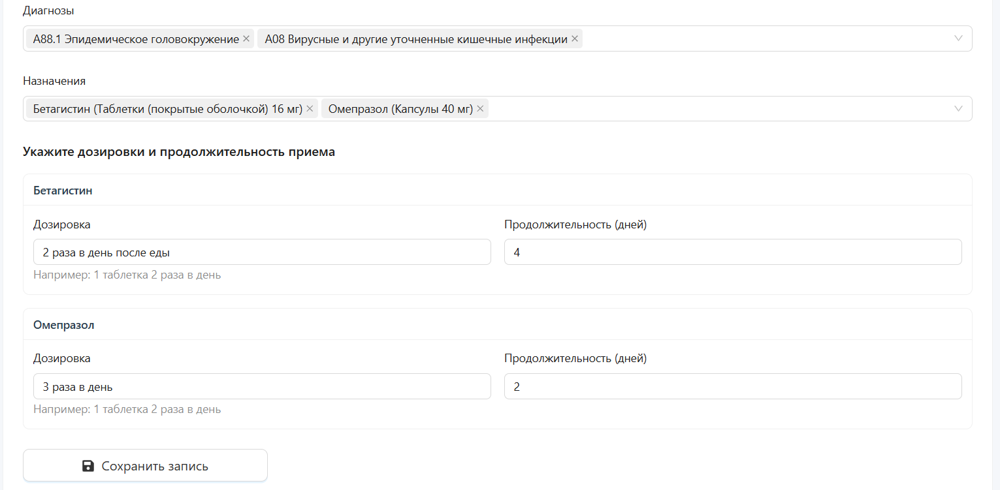 Диагнозы
A88.1 Эпидемическое головокружение × A08 Вирусные и другие уточненные кишечные инфекции ×
Назначения
Бетагистин (Таблетки (покрытые оболочкой) 16 мг) × Омепразол (Капсулы 40 мг) ×
Укажите дозировки и продолжительность приема
Бетагистин
Дозировка Продолжительность (дней)
2 раза в день после еды 4
Например: 1 таблетка 2 раза в день
Омепразол
Дозировка Продолжительность (дней)
3 раза в день 2
Например: 1 таблетка 2 раза в день
Сохранить запись